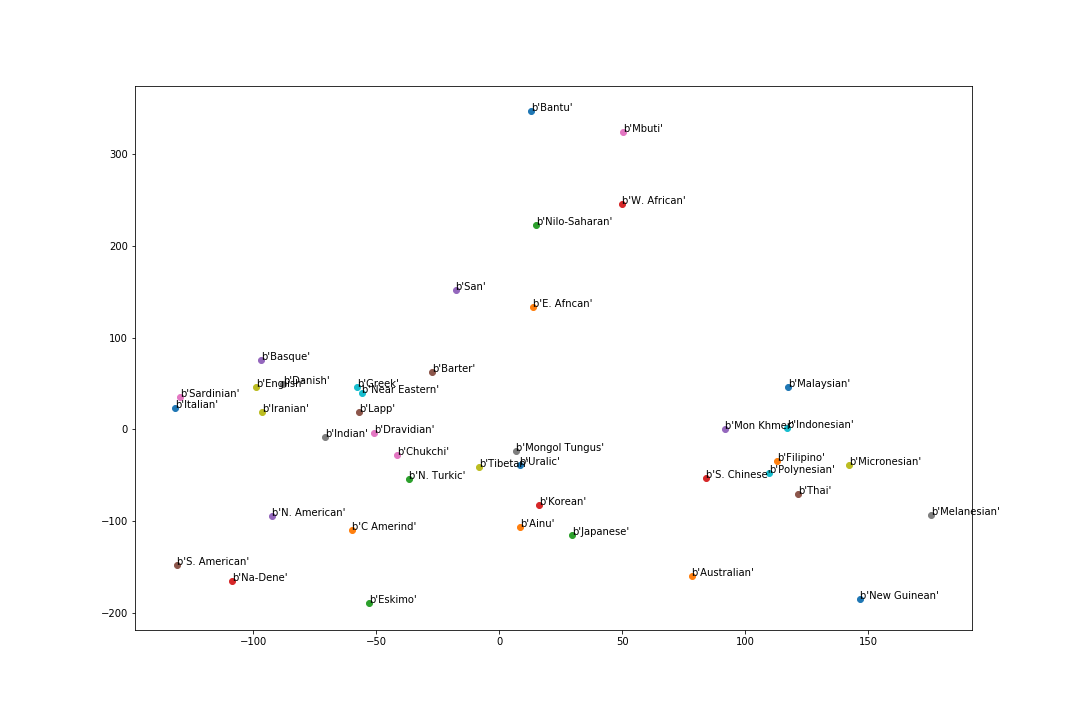 b'Bantu'
b'Mbuti'
300
b'W. African'
b'Nilo-Saharan'
200
b'San'
b'E. Afncan'
100
b'Basque'
b'Barter'
b'English'
b'Danish'
b'Greek'
b'Near Eastern'
b'Malaysian'
b'Sardinian'
b'Italian'
b'Iranian'
b'Lapp'
0
b'Indian'
b'Dravidian'
b'Mon Khmer'
b'Indonesian'
b'Chukchi'
b'Mongol Tungus'
b'Tibetan'
b'Uralic'
b'Filipino'
b'Micronesian'
b'N. Turkic'
b'S. Chinese'
b'Polynesian'
b'Thai'
b'Korean'
b'N. American'
−100
b'C Amerind'
b'Ainu'
b'Japanese'
b'Melanesian'
b'S. American'
b'Na-Dene'
b'Australian'
b'Eskimo'
b'New Guinean'
−200
−100 −50 0 50 100 150